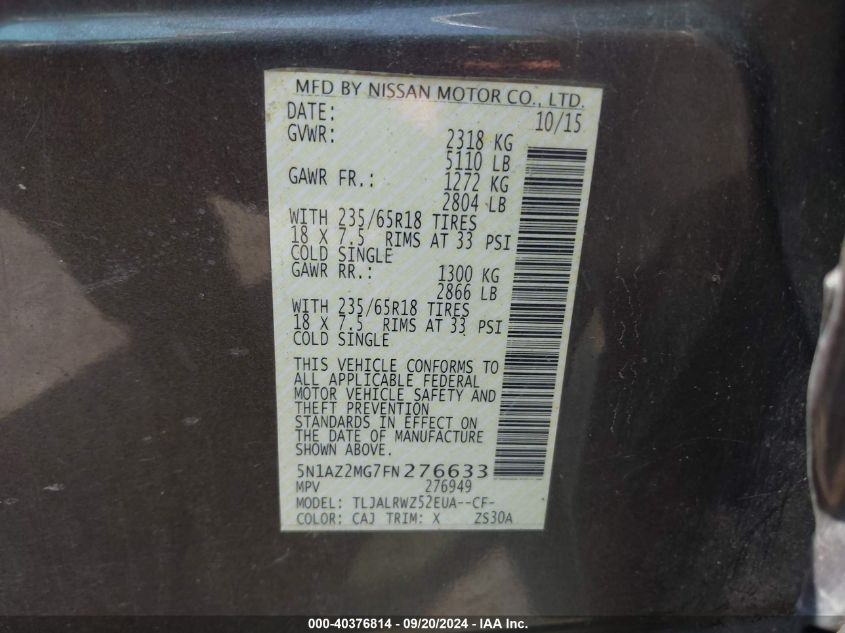 MFD BY NISSAN MOTOR CO., LTD.
DATE: 10/15
GVWR: 2318 KG
5110 LB
GAWR FR.: 1272 KG
2804 LB
WITH 235/65R18 TIRES
18 X 7.5 RIMS AT 33 PSI
COLD SINGLE
GAWR RR.: 1300 KG
2866 LB
WITH 235/65R18 TIRES
18 X 7.5 RIMS AT 33 PSI
COLD SINGLE
THIS VEHICLE CONFORMS TO
ALL APPLICABLE FEDERAL
MOTOR VEHICLE SAFETY AND
THEFT PREVENTION
STANDARDS IN EFFECT ON
THE DATE OF MANUFACTURE
SHOWN ABOVE.
5N1AZ2MG7FN276633
MPV 276949
MODEL: TLJALRWZ52EUA--CF-
COLOR: CAJ TRIM: X ZS30A
000-40376814 - 09/20/2024 - IAA Inc.